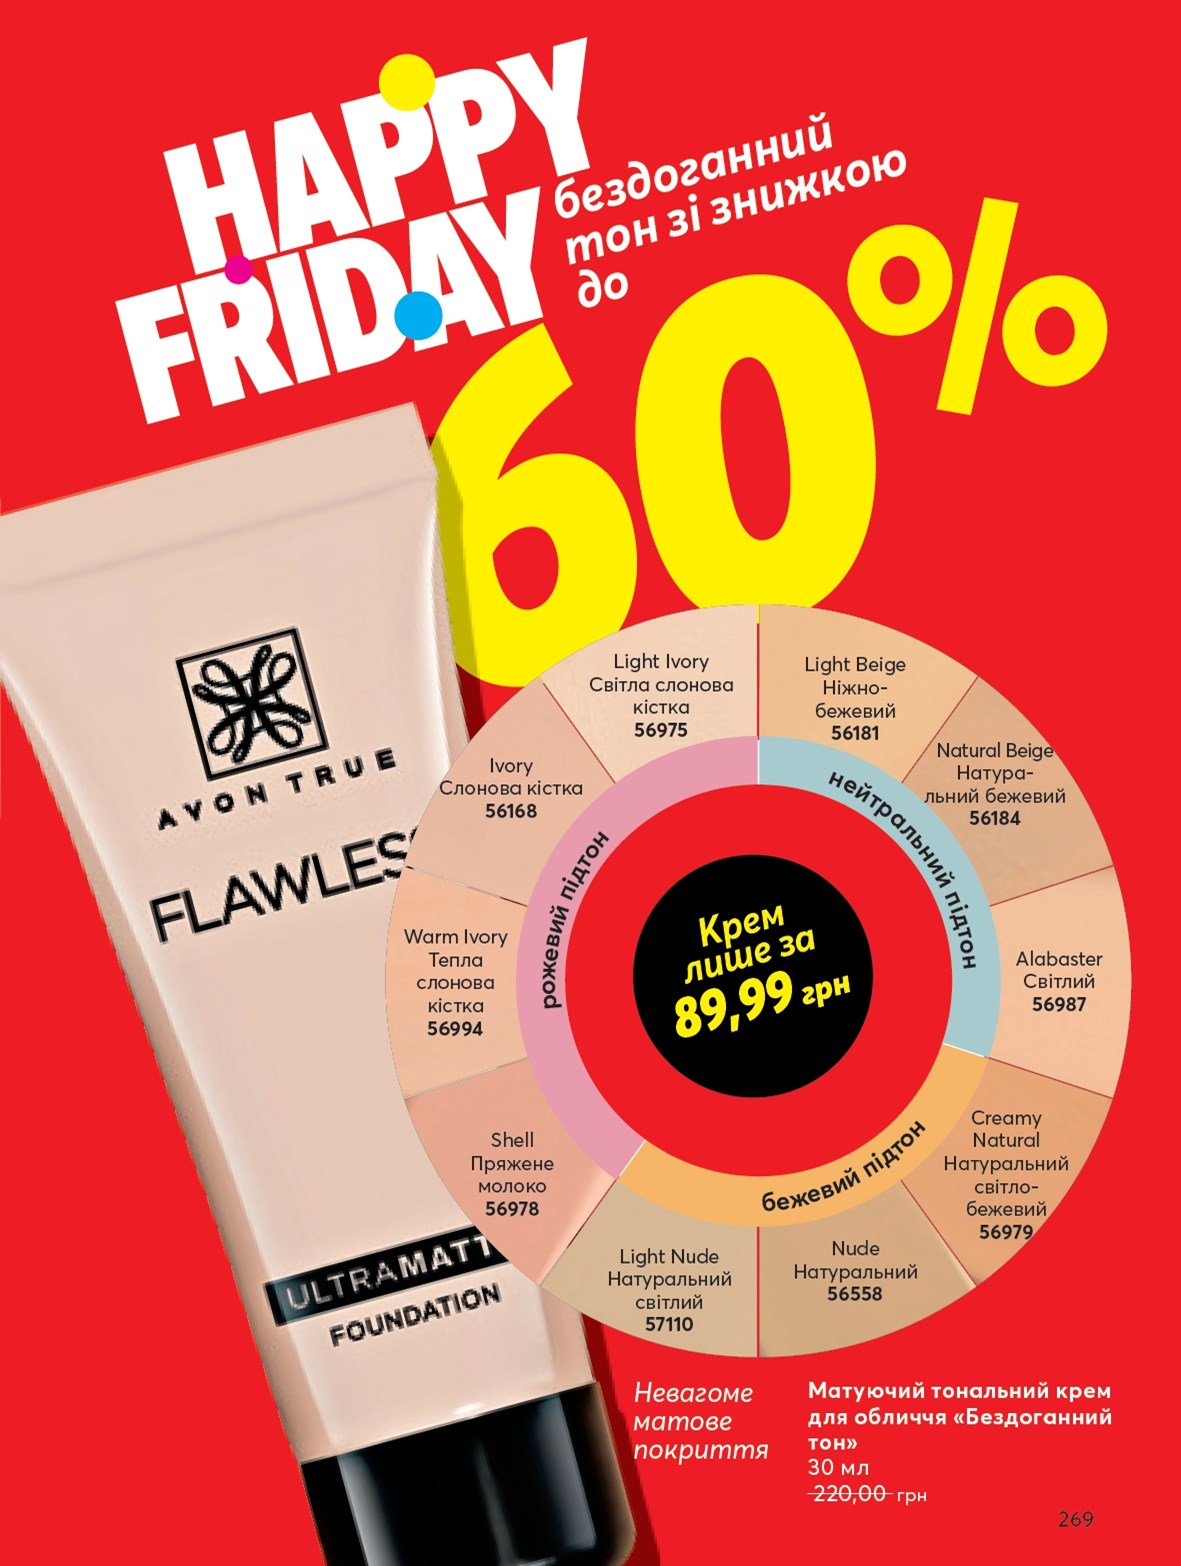 HAPPY
FRIDAY
бездоганний
тон зі знижкою
до
60%
AVON TRUE
FLAWLESS
ULTRAMATT
FOUNDATION
Light Ivory
Світла слонова
кістка
56975
Light Beige
Ніжно-
бежевий
56181
Natural Beige
Натура-
льний бежевий
56184
Alabaster
Світлий
56987
Creamy
Natural
Натуральний
світло-
бежевий
56979
Nude
Натуральний
56558
Light Nude
Натуральний
світлий
57110
Shell
Пряжене
молоко
56978
Warm Ivory
Тепла
слонова
кістка
56994
Ivory
Слонова кістка
56168
рожевий підтон
нейтральний підтон
бежевий підтон
Крем
лише за
89,99 грн
Невагоме
матове
покриття
Матуючий тональний крем
для обличчя «Бездоганний
тон»
30 мл
220,00 грн
269